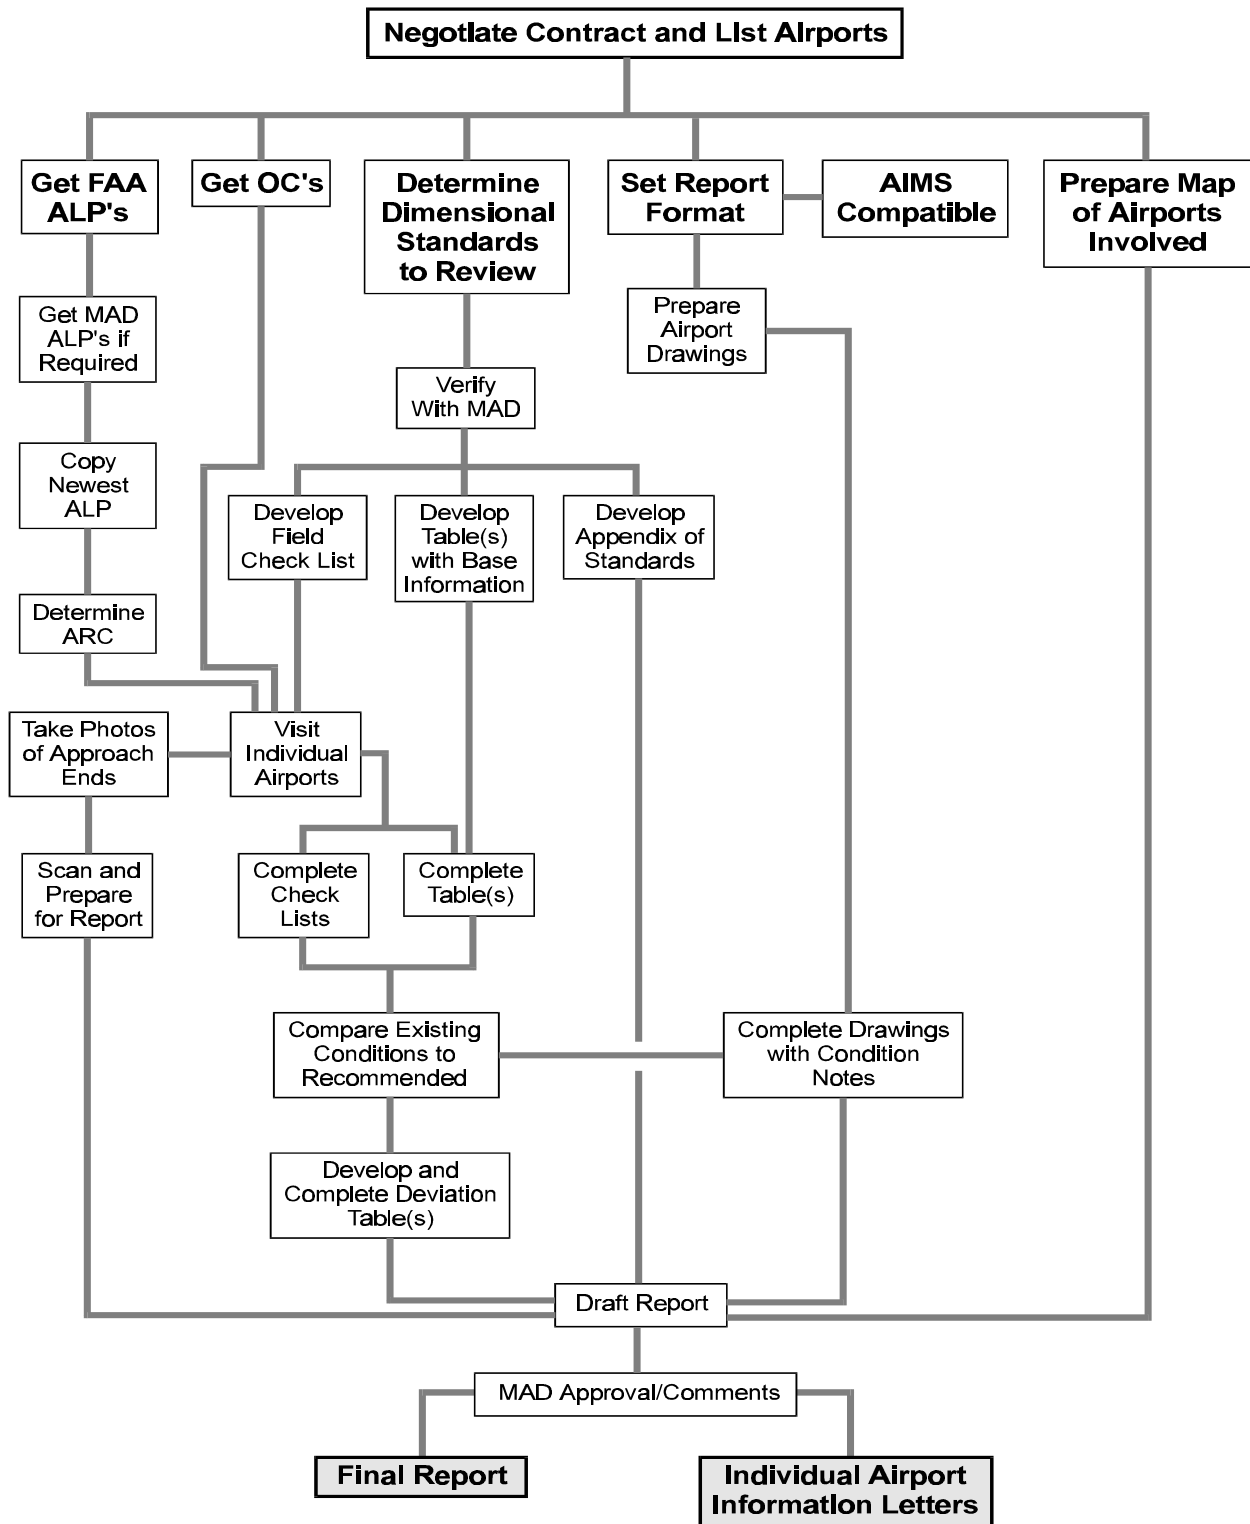 Negotiate Contract and List Airports
Get FAA
ALP's
Get OC's
Determine
Dimensional
Standards
to Review
Set Report
Format
AIMS
Compatible
Prepare Map
of Airports
Involved
Get MAD
ALP's if
Required
Prepare
Airport
Drawings
Verify
With MAD
Copy
Newest
ALP
Develop
Field
Check List
Develop
Table(s)
with Base
Information
Develop
Appendix of
Standards
Determine
ARC
Take Photos
of Approach
Ends
Visit
Individual
Airports
Scan and
Prepare
for Report
Complete
Check
Lists
Complete
Table(s)
Compare Existing
Conditions to
Recommended
Complete Drawings
with Condition
Notes
Develop and
Complete Deviation
Table(s)
Draft Report
MAD Approval/Comments
Final Report
Individual Airport
Information Letters